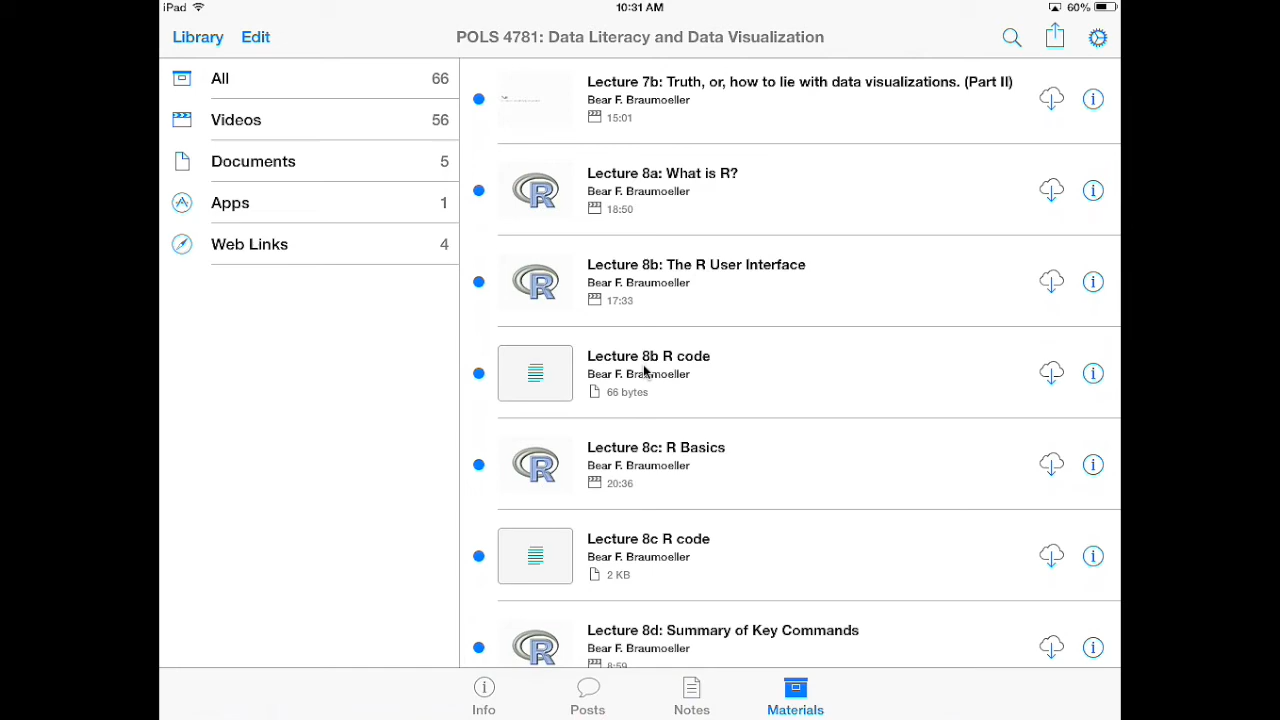 iPad
10:31 AM
60%
Library
Edit
POLS 4781: Data Literacy and Data Visualization
All 66
Videos 56
Documents 5
Apps 1
Web Links 4
Lecture 7b: Truth, or, how to lie with data visualizations. (Part II)
Bear F. Braumoeller
15:01
Lecture 8a: What is R?
Bear F. Braumoeller
18:50
Lecture 8b: The R User Interface
Bear F. Braumoeller
17:33
Lecture 8b R code
Bear F. Braumoeller
66 bytes
Lecture 8c: R Basics
Bear F. Braumoeller
20:36
Lecture 8c R code
Bear F. Braumoeller
2 KB
Lecture 8d: Summary of Key Commands
Bear F. Braumoeller
8:59
Info
Posts
Notes
Materials